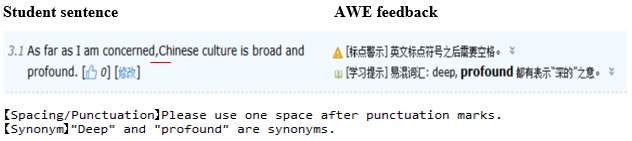 Student sentence AWE feedback
3.1 As far as I am concerned,Chinese culture is broad and ⚠ [标点警示] 英文标点符号之后需要空格。
profound. [👍 0] [修改] [学习提示] 易混词汇: deep, profound 都有表示“深的”之意。
【Spacing/Punctuation】Please use one space after punctuation marks.
【Synonym】"Deep" and "profound" are synonyms.